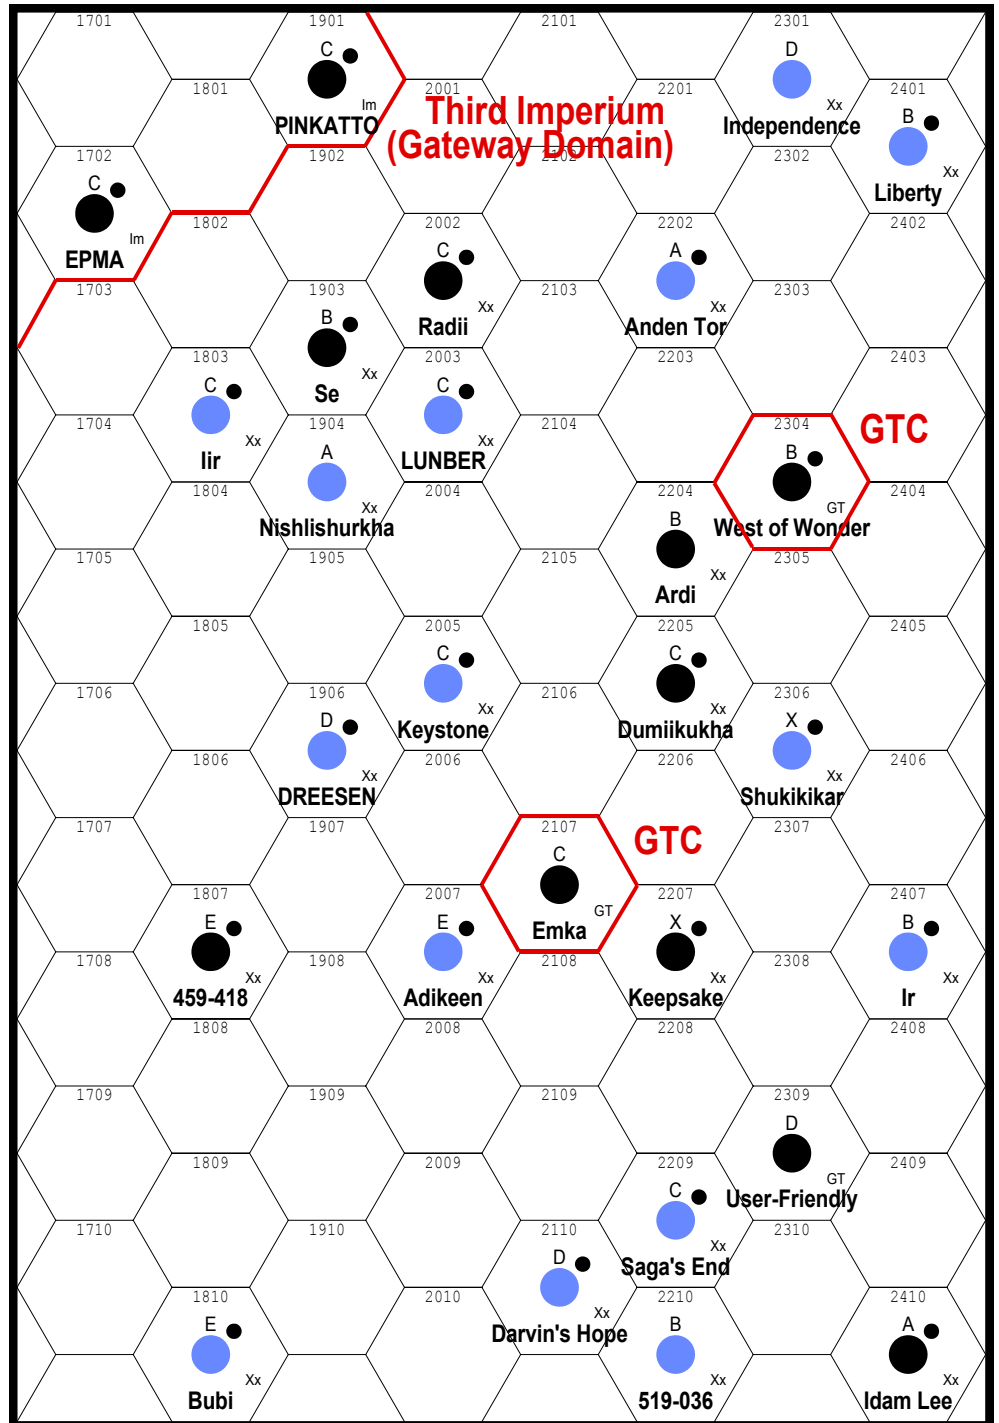 1701
1901
2101
2301
C
D
1801
Im
2001
2201
Xx
2401
PINKATTO
Third Imperium
Independence
B
(Gateway Domain)
1702
1902
2102
2302
C
Xx
Liberty
1802
2002
2202
2402
Im
C
A
EPMA
1703
1903
2103
2303
Xx
Xx
B
Radii
Anden Tor
1803
2003
2203
2403
Xx
C
Se
C
1704
1904
2104
2304
GTC
Xx
A
Xx
B
Iir
LUNBER
1804
Xx
2004
2204
GT
2404
Nishlishurkha
B
West of Wonder
1705
1905
2105
2305
Xx
Ardi
1805
2005
2205
2405
C
C
1706
1906
2106
2306
Xx
Xx
D
Keystone
Dumiikukha
X
1806
Xx
2006
2206
Xx
2406
DREESEN
Shukikikar
1707
1907
2107
GTC
2307
C
1807
2007
2207
2407
GT
E
E
Emka
X
B
1708
1908
2108
2308
Xx
Xx
Xx
Xx
459-418
Adikeen
Keepsake
Ir
1808
2008
2208
2408
1709
1909
2109
2309
D
1809
2009
2209
GT
2409
C
User-Friendly
1710
1910
2110
2310
Xx
D
Saga's End
1810
2010
Xx
2210
2410
E
Darvin's Hope
B
A
Xx
Xx
Xx
Bubi
519-036
Idam Lee